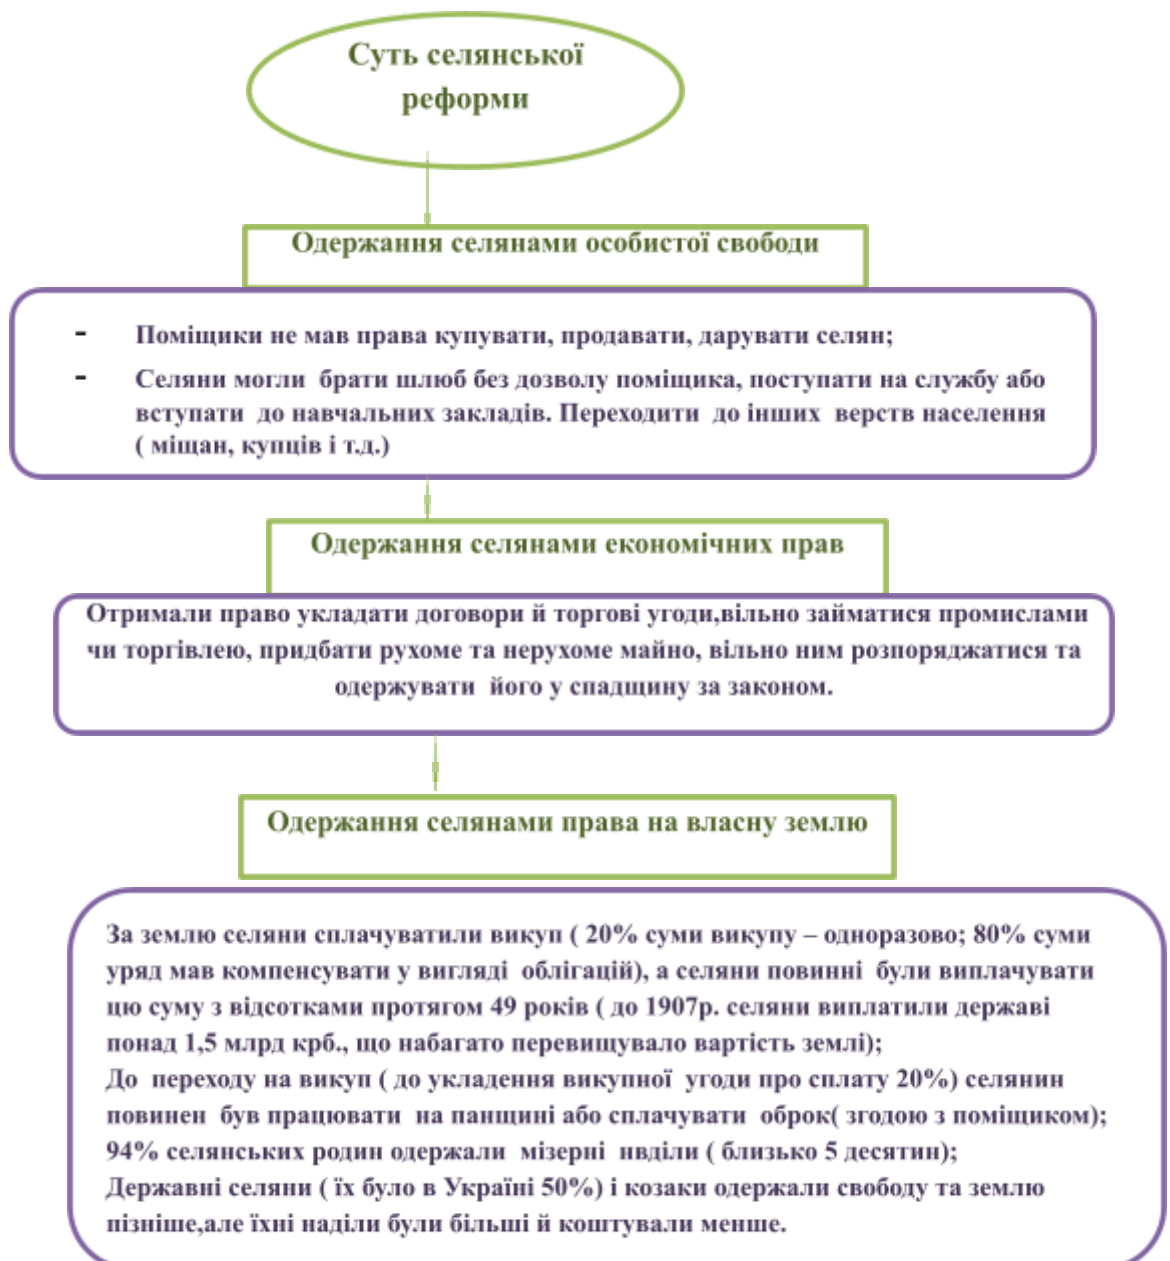 Суть селянської
реформи
Одержання селянами особистої свободи
- Поміщики не мав права купувати, продавати, дарувати селян;
- Селяни могли брати шлюб без дозволу поміщика, поступати на службу або
вступати до навчальних закладів. Переходити до інших верств населення
( міщан, купців і т.д.)
Одержання селянами економічних прав
Отримали право укладати договори й торгові угоди,вільно займатися промислами
чи торгівлею, придбати рухоме та нерухоме майно, вільно ним розпоряджатися та
одержувати його у спадщину за законом.
Одержання селянами права на власну землю
За землю селяни сплачуватили викуп ( 20% суми викупу – одноразово; 80% суми
уряд мав компенсувати у вигляді облігацій), а селяни повинні були виплачувати
цю суму з відсотками протягом 49 років ( до 1907р. селяни виплатили державі
понад 1,5 млрд крб., що набагато перевищувало вартість землі);
До переходу на викуп ( до укладення викупної угоди про сплату 20%) селянин
повинен був працювати на панщині або сплачувати оброк( згодою з поміщиком);
94% селянських родин одержали мізерні нвділи ( близько 5 десятин);
Державні селяни ( їх було в Україні 50%) і козаки одержали свободу та землю
пізніше,але їхні наділи були більші й коштували менше.